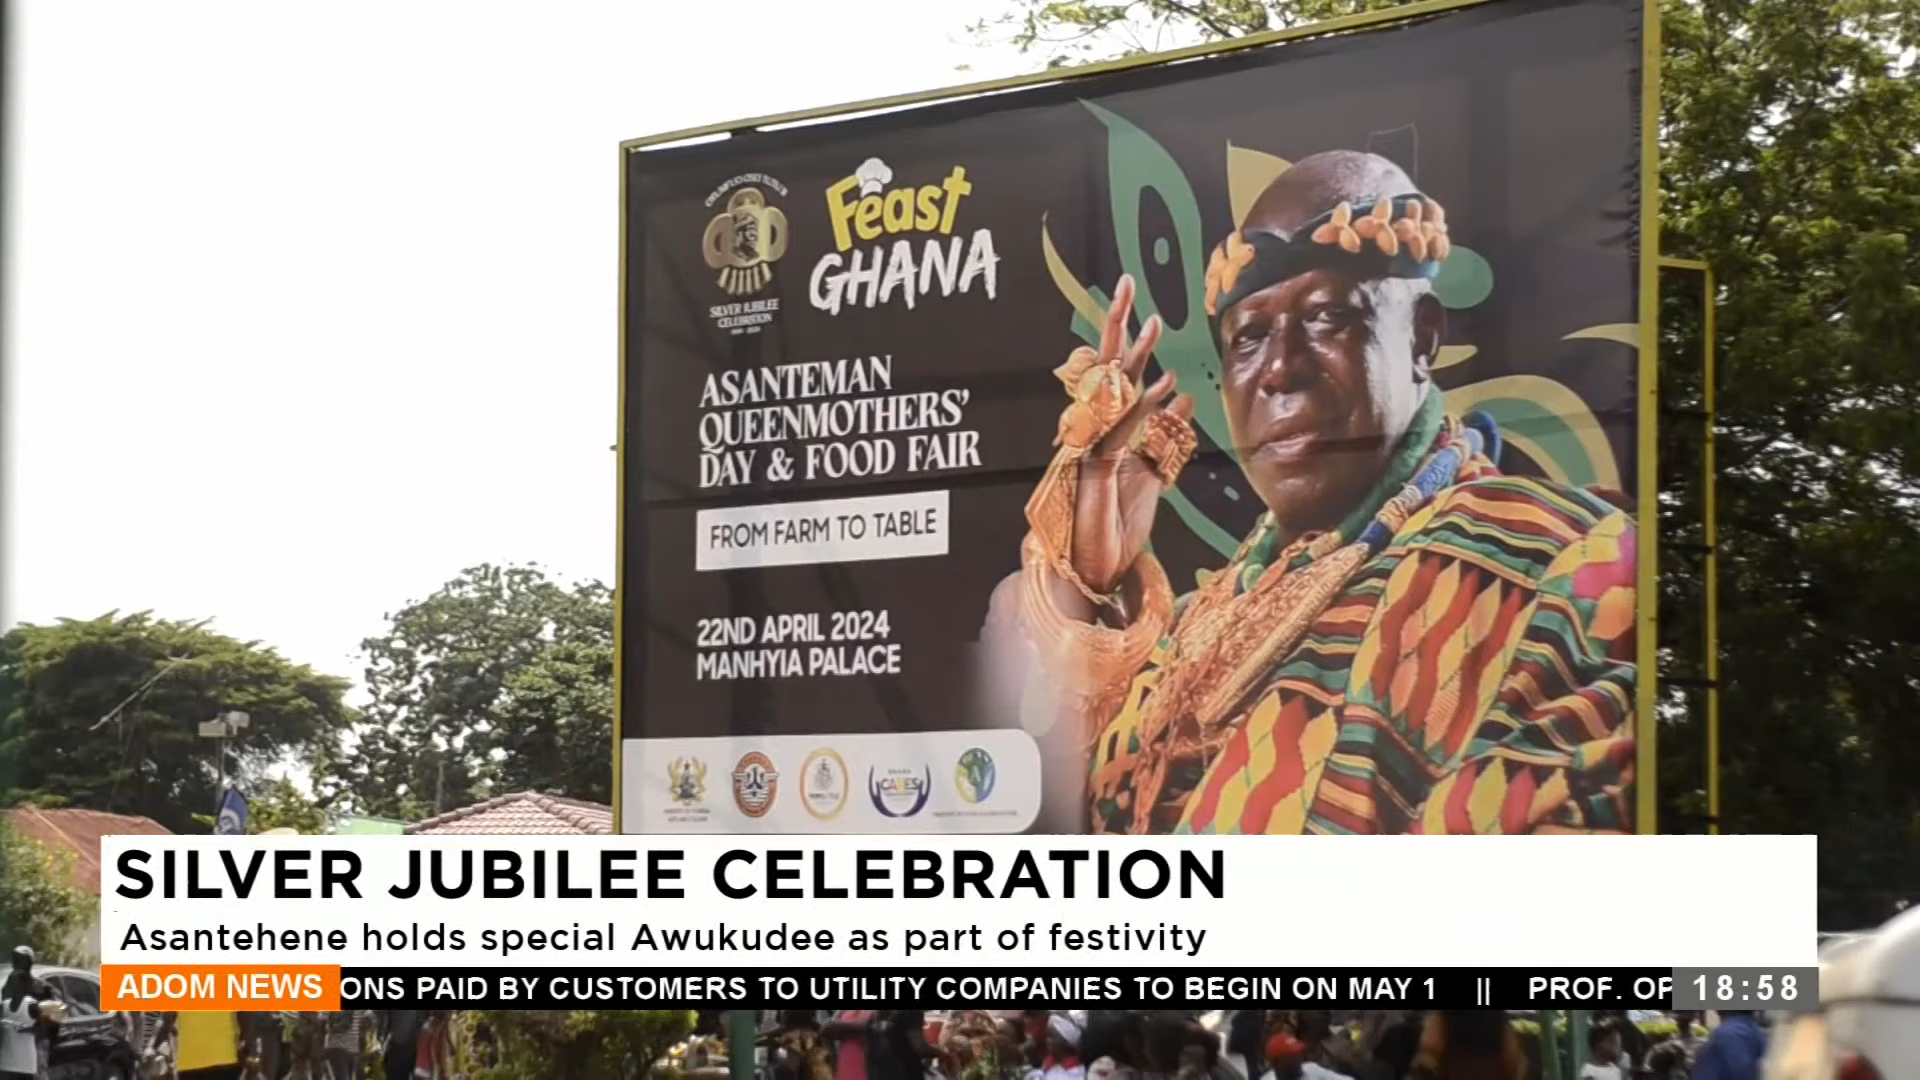 Feast
GHANA
SILVER JUBILEE
CELEBRATION
ASANTEMAN
QUEENMOTHERS'
DAY & FOOD FAIR
FROM FARM TO TABLE
22ND APRIL 2024
MANHYIA PALACE
SILVER JUBILEE CELEBRATION
Asantehene holds special Awukudee as part of festivity
ADOM NEWS ONS PAID BY CUSTOMERS TO UTILITY COMPANIES TO BEGIN ON MAY 1 || PROF. OP 18:58